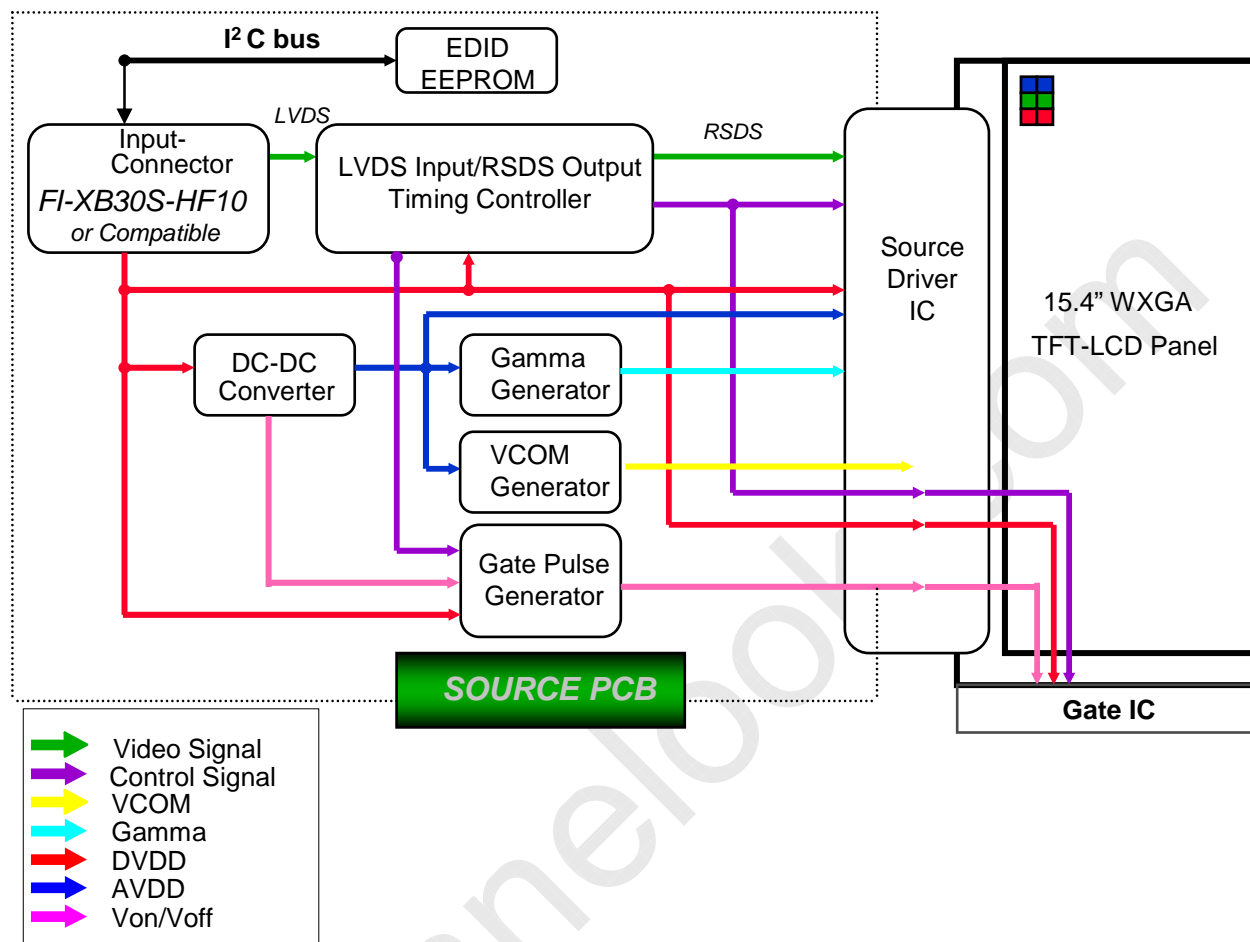 I² C bus
EDID
EEPROM
LVDS
RSDS
Input-
Connector
FI-XB30S-HF10
or Compatible
LVDS Input/RSDS Output
Timing Controller
Source
Driver
IC
15.4” WXGA
TFT-LCD Panel
DC-DC
Converter
Gamma
Generator
VCOM
Generator
Gate Pulse
Generator
SOURCE PCB
Gate IC
Video Signal
Control Signal
VCOM
Gamma
DVDD
AVDD
Von/Voff